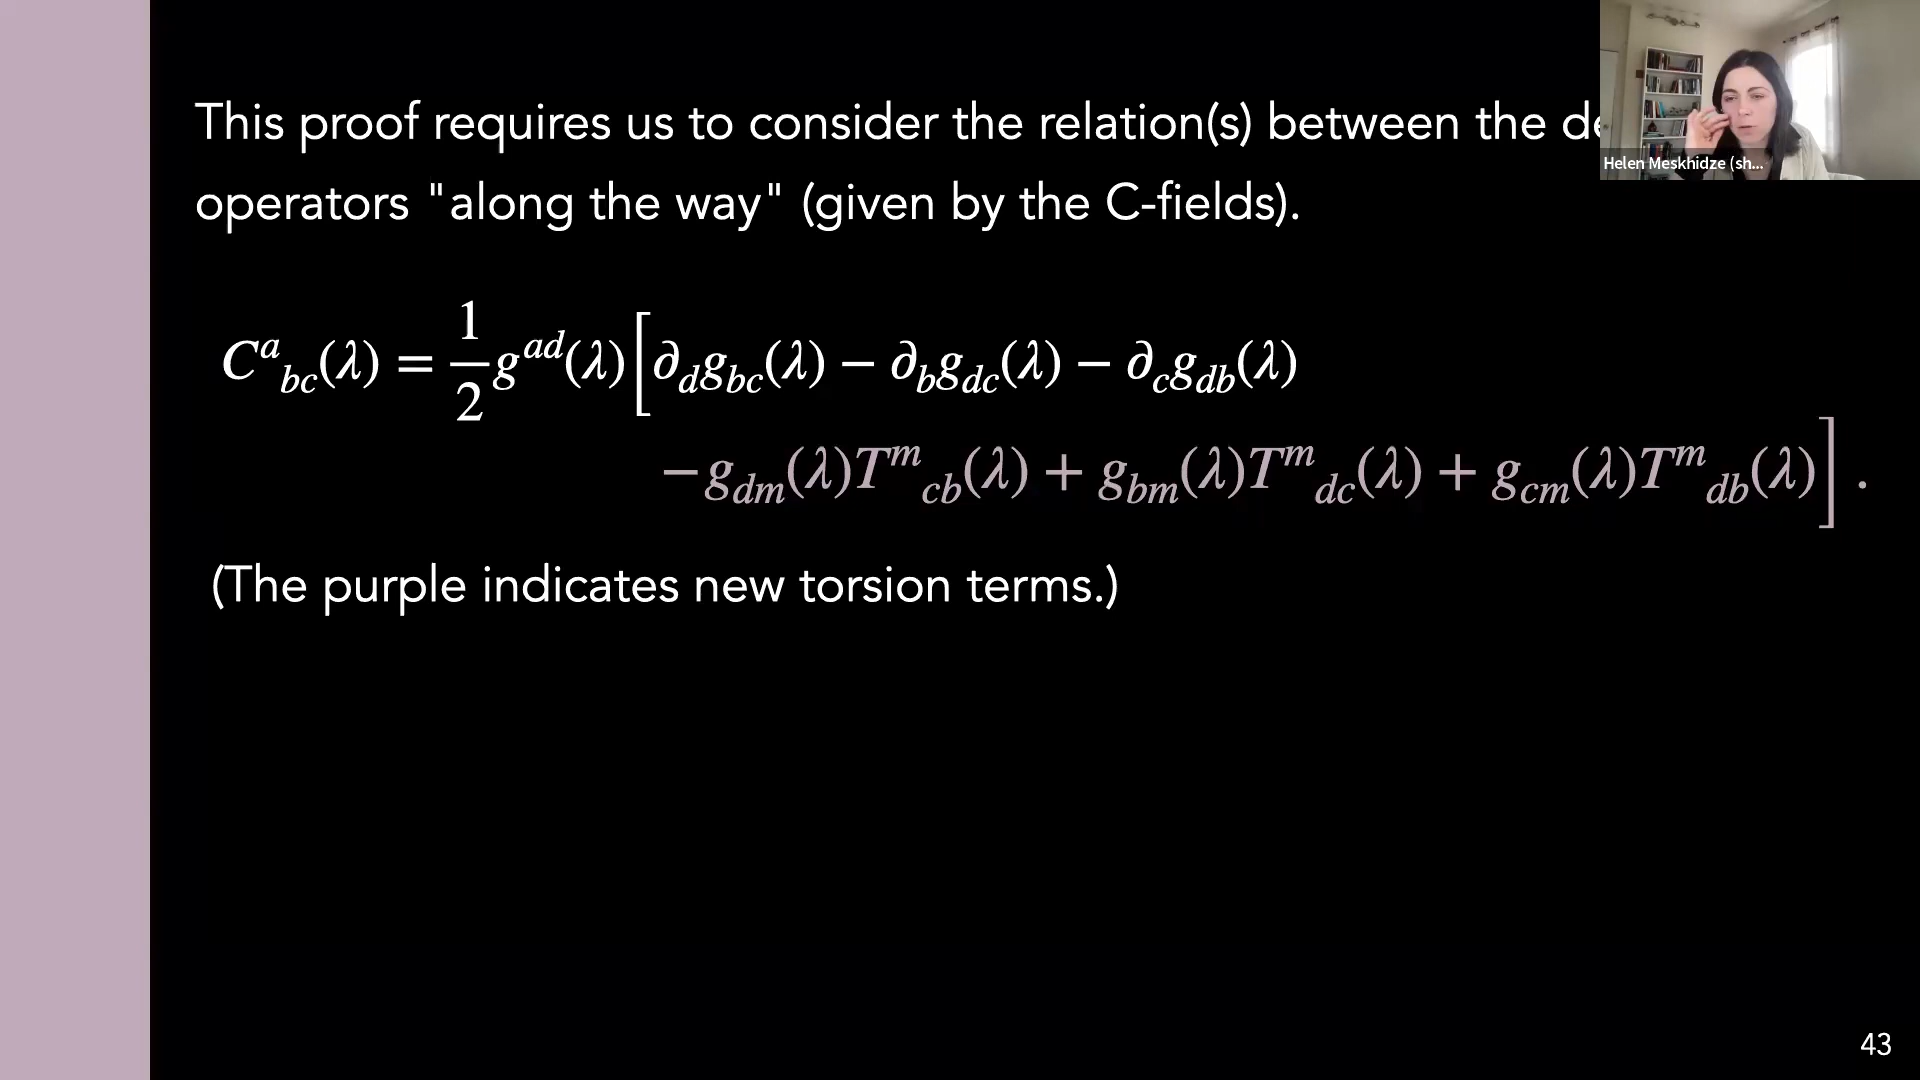 This proof requires us to consider the relation(s) between the
Helen Meskhidze (sh...
operators "along the way" (given by the C-fields).
C^a_{bc}(λ) = \frac{1}{2} g^{ad}(λ) [ ∂_d g_{bc}(λ) − ∂_b g_{dc}(λ) − ∂_c g_{db}(λ)
−g_{dm}(λ)T^m_{cb}(λ) + g_{bm}(λ)T^m_{dc}(λ) + g_{cm}(λ)T^m_{db}(λ) ] .
(The purple indicates new torsion terms.)
43